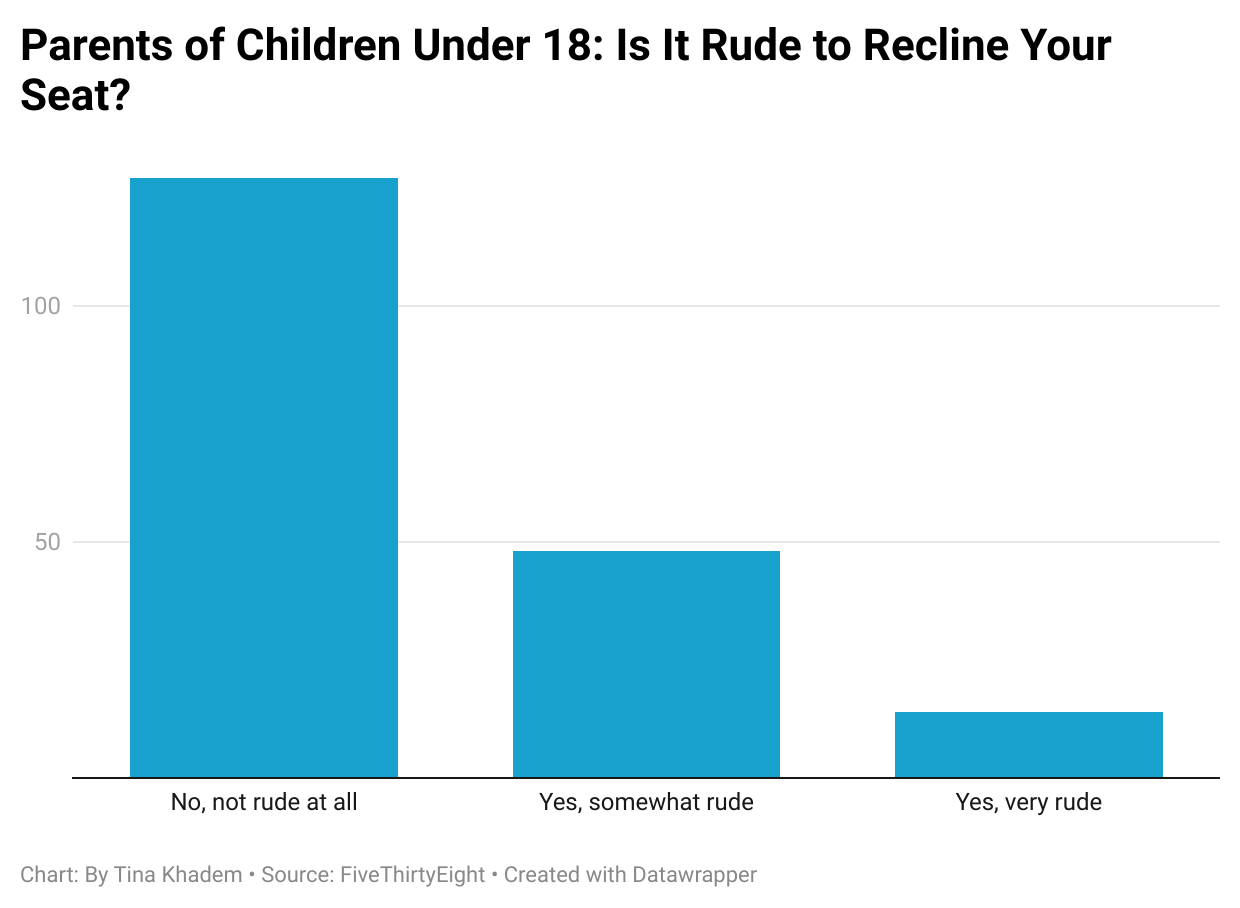 Parents of Children Under 18: Is It Rude to Recline Your
Seat?
100
50
No, not rude at all
Yes, somewhat rude
Yes, very rude
Chart: By Tina Khadem • Source: FiveThirtyEight • Created with Datawrapper